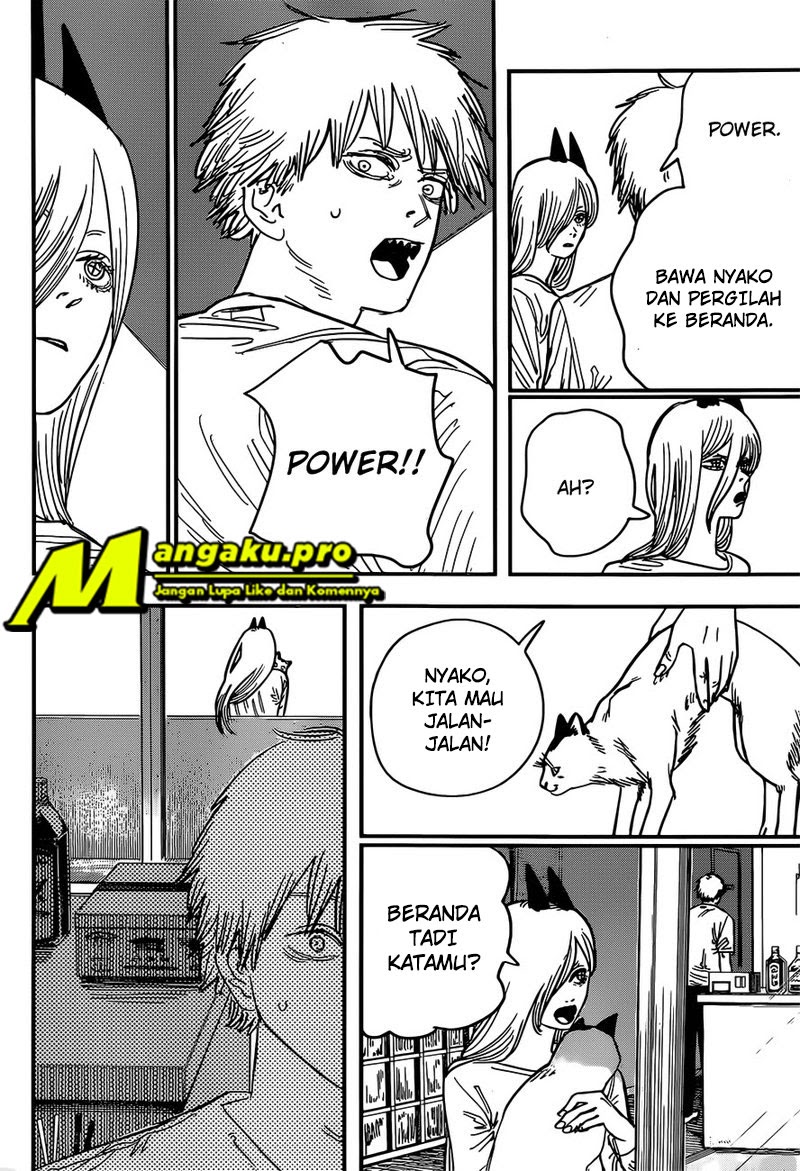 POWER.
BAWA NYAKO
DAN PERGILAH
KE BERANDA.
POWER!!
AH?
Mangaku.pro
Jangan Lupa Like dan Komennya
NYAKO,
KITA MAU
JALAN-
JALAN!
BERANDA
TADI
KATAMU?